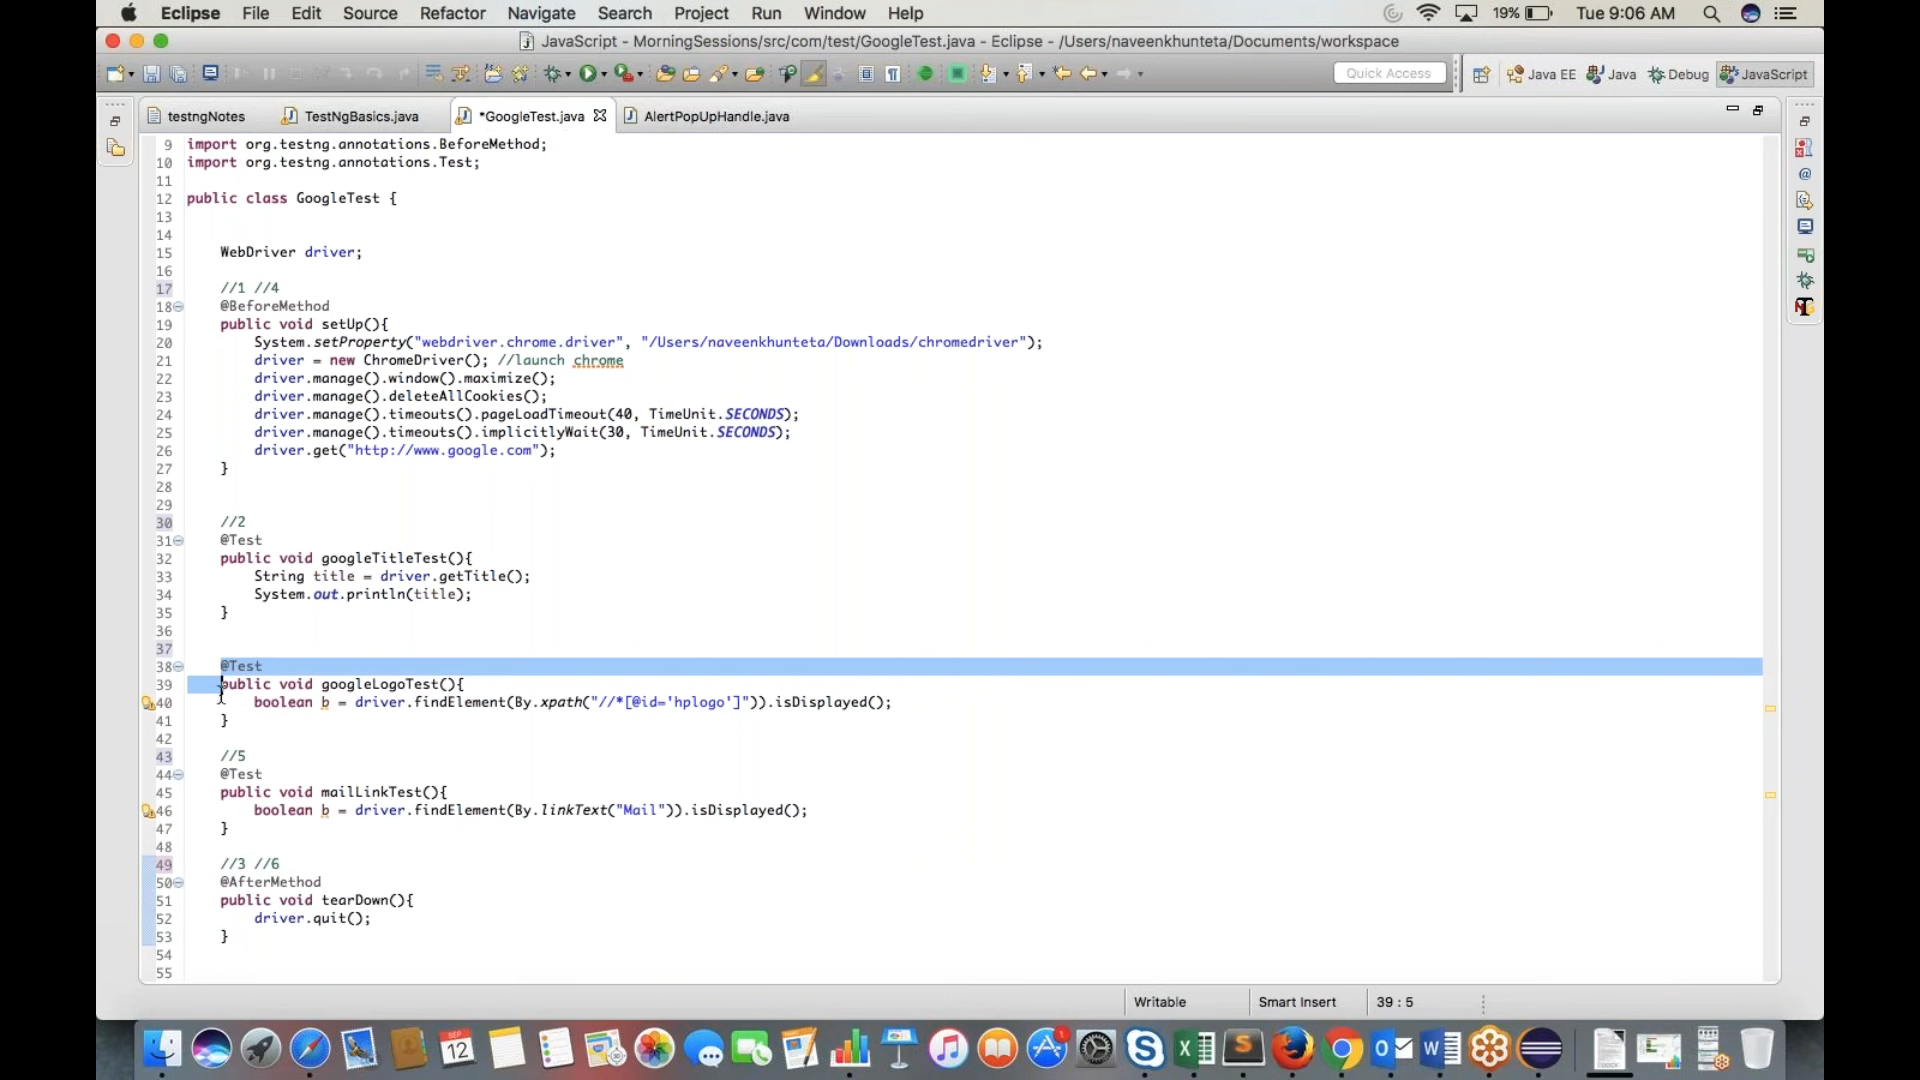 Eclipse File Edit Source Refactor Navigate Search Project Run Window Help 19% Tue 9:06 AM
JavaScript - MorningSessions/src/com/test/GoogleTest.java - Eclipse - /Users/naveenkhunteta/Documents/workspace
Quick Access Java EE Java Debug JavaScript
testngNotes TestNgBasics.java *GoogleTest.java AlertPopUpHandle.java
9 import org.testng.annotations.BeforeMethod;
10 import org.testng.annotations.Test;
11
12 public class GoogleTest {
13
14
15 WebDriver driver;
16
17 //1 //4
18 @BeforeMethod
19 public void setUp(){
20 System.setProperty("webdriver.chrome.driver", "/Users/naveenkhunteta/Downloads/chromedriver");
21 driver = new ChromeDriver(); //launch chrome
22 driver.manage().window().maximize();
23 driver.manage().deleteAllCookies();
24 driver.manage().timeouts().pageLoadTimeout(40, TimeUnit.SECONDS);
25 driver.manage().timeouts().implicitlyWait(30, TimeUnit.SECONDS);
26 driver.get("http://www.google.com");
27 }
28
29
30 //2
31 @Test
32 public void googleTitleTest(){
33 String title = driver.getTitle();
34 System.out.println(title);
35 }
36
37
38 @Test
39 public void googleLogoTest(){
40 boolean b = driver.findElement(By.xpath("//*[@id='hplogo']")).isDisplayed();
41 }
42
43 //5
44 @Test
45 public void mailLinkTest(){
46 boolean b = driver.findElement(By.linkText("Mail")).isDisplayed();
47 }
48
49 //3 //6
50 @AfterMethod
51 public void tearDown(){
52 driver.quit();
53 }
54
55
Writable Smart Insert 39 : 5
SEP
12
1